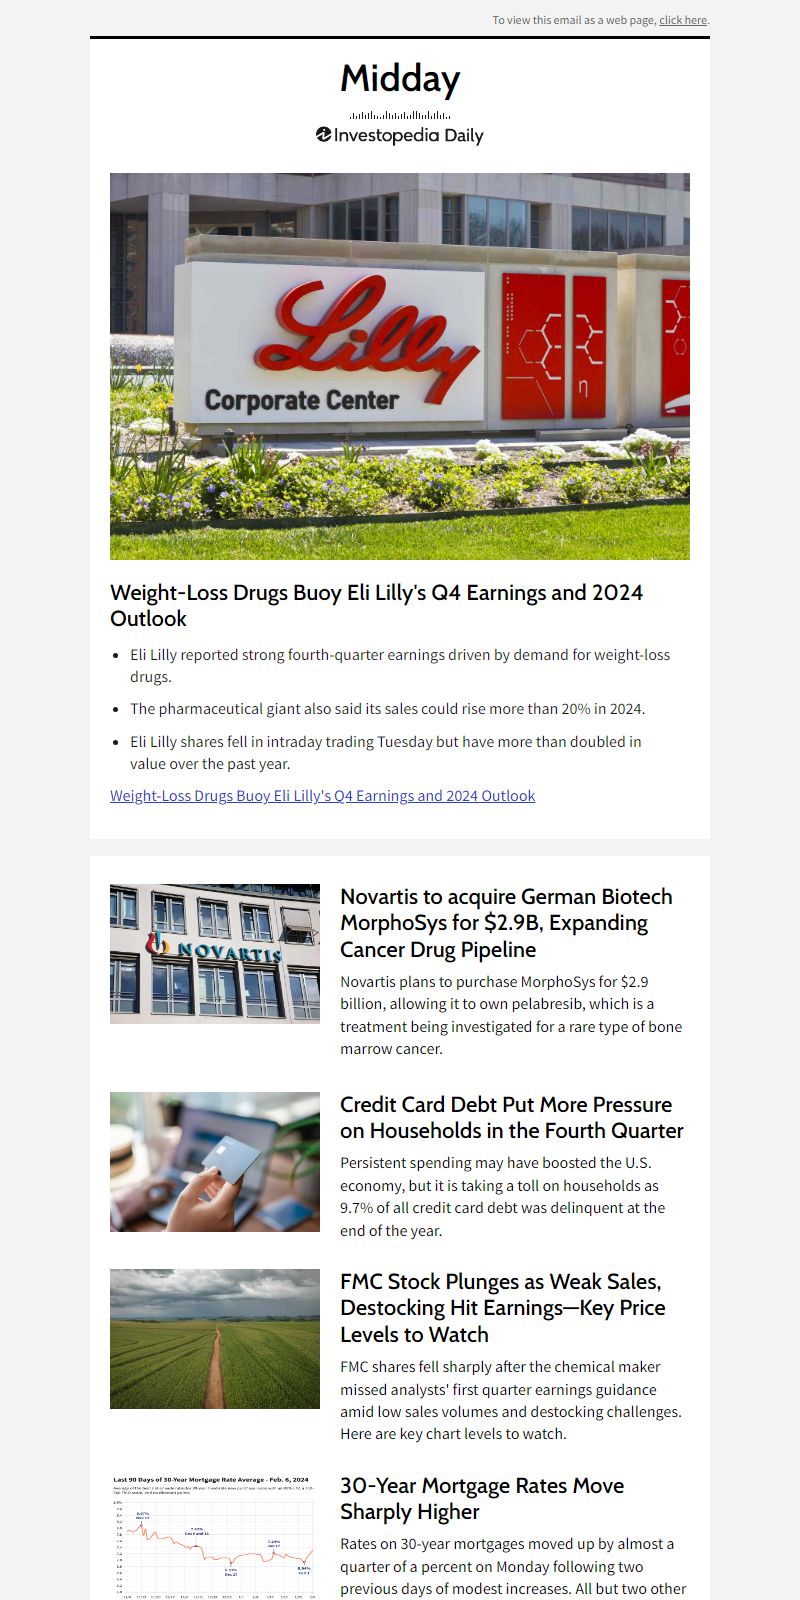 To view this email as a web page, click here.
Midday
Investopedia Daily
Lilly
Corporate Center
Weight-Loss Drugs Buoy Eli Lilly's Q4 Earnings and 2024
Outlook
• Eli Lilly reported strong fourth-quarter earnings driven by demand for weight-loss
drugs.
• The pharmaceutical giant also said its sales could rise more than 20% in 2024.
• Eli Lilly shares fell in intraday trading Tuesday but have more than doubled in
value over the past year.
Weight-Loss Drugs Buoy Eli Lilly's Q4 Earnings and 2024 Outlook
NOVARTIS
Novartis to acquire German Biotech
MorphoSys for $2.9B, Expanding
Cancer Drug Pipeline
Novartis plans to purchase MorphoSys for $2.9
billion, allowing it to own pelabresib, which is a
treatment being investigated for a rare type of bone
marrow cancer.
Credit Card Debt Put More Pressure
on Households in the Fourth Quarter
Persistent spending may have boosted the U.S.
economy, but it is taking a toll on households as
9.7% of all credit card debt was delinquent at the
end of the year.
FMC Stock Plunges as Weak Sales,
Destocking Hit Earnings—Key Price
Levels to Watch
FMC shares fell sharply after the chemical maker
missed analysts' first quarter earnings guidance
amid low sales volumes and destocking challenges.
Here are key chart levels to watch.
Last 90 Days of 30-Year Mortgage Rate Average - Feb. 6, 2024
30-Year Mortgage Rates Move
Sharply Higher
Rates on 30-year mortgages moved up by almost a
quarter of a percent on Monday following two
previous days of modest increases. All but two other